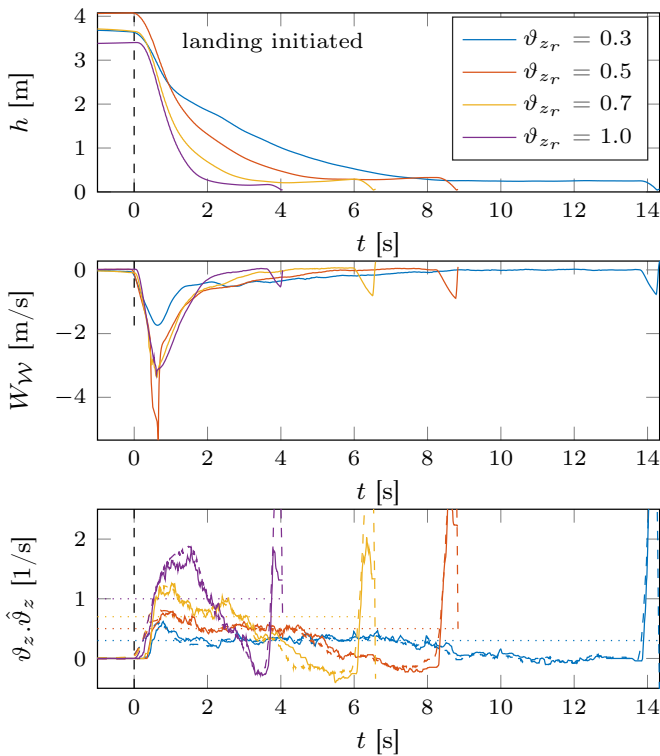 4
3
2
1
0
h [m]
landing initiated
ϑ_{z_r} = 0.3
ϑ_{z_r} = 0.5
ϑ_{z_r} = 0.7
ϑ_{z_r} = 1.0
0 2 4 6 8 10 12 14
t [s]
0
−2
−4
W_𝒲 [m/s]
0 2 4 6 8 10 12 14
t [s]
2
1
0
ϑ_z.ϑ̂_z [1/s]
0 2 4 6 8 10 12 14
t [s]